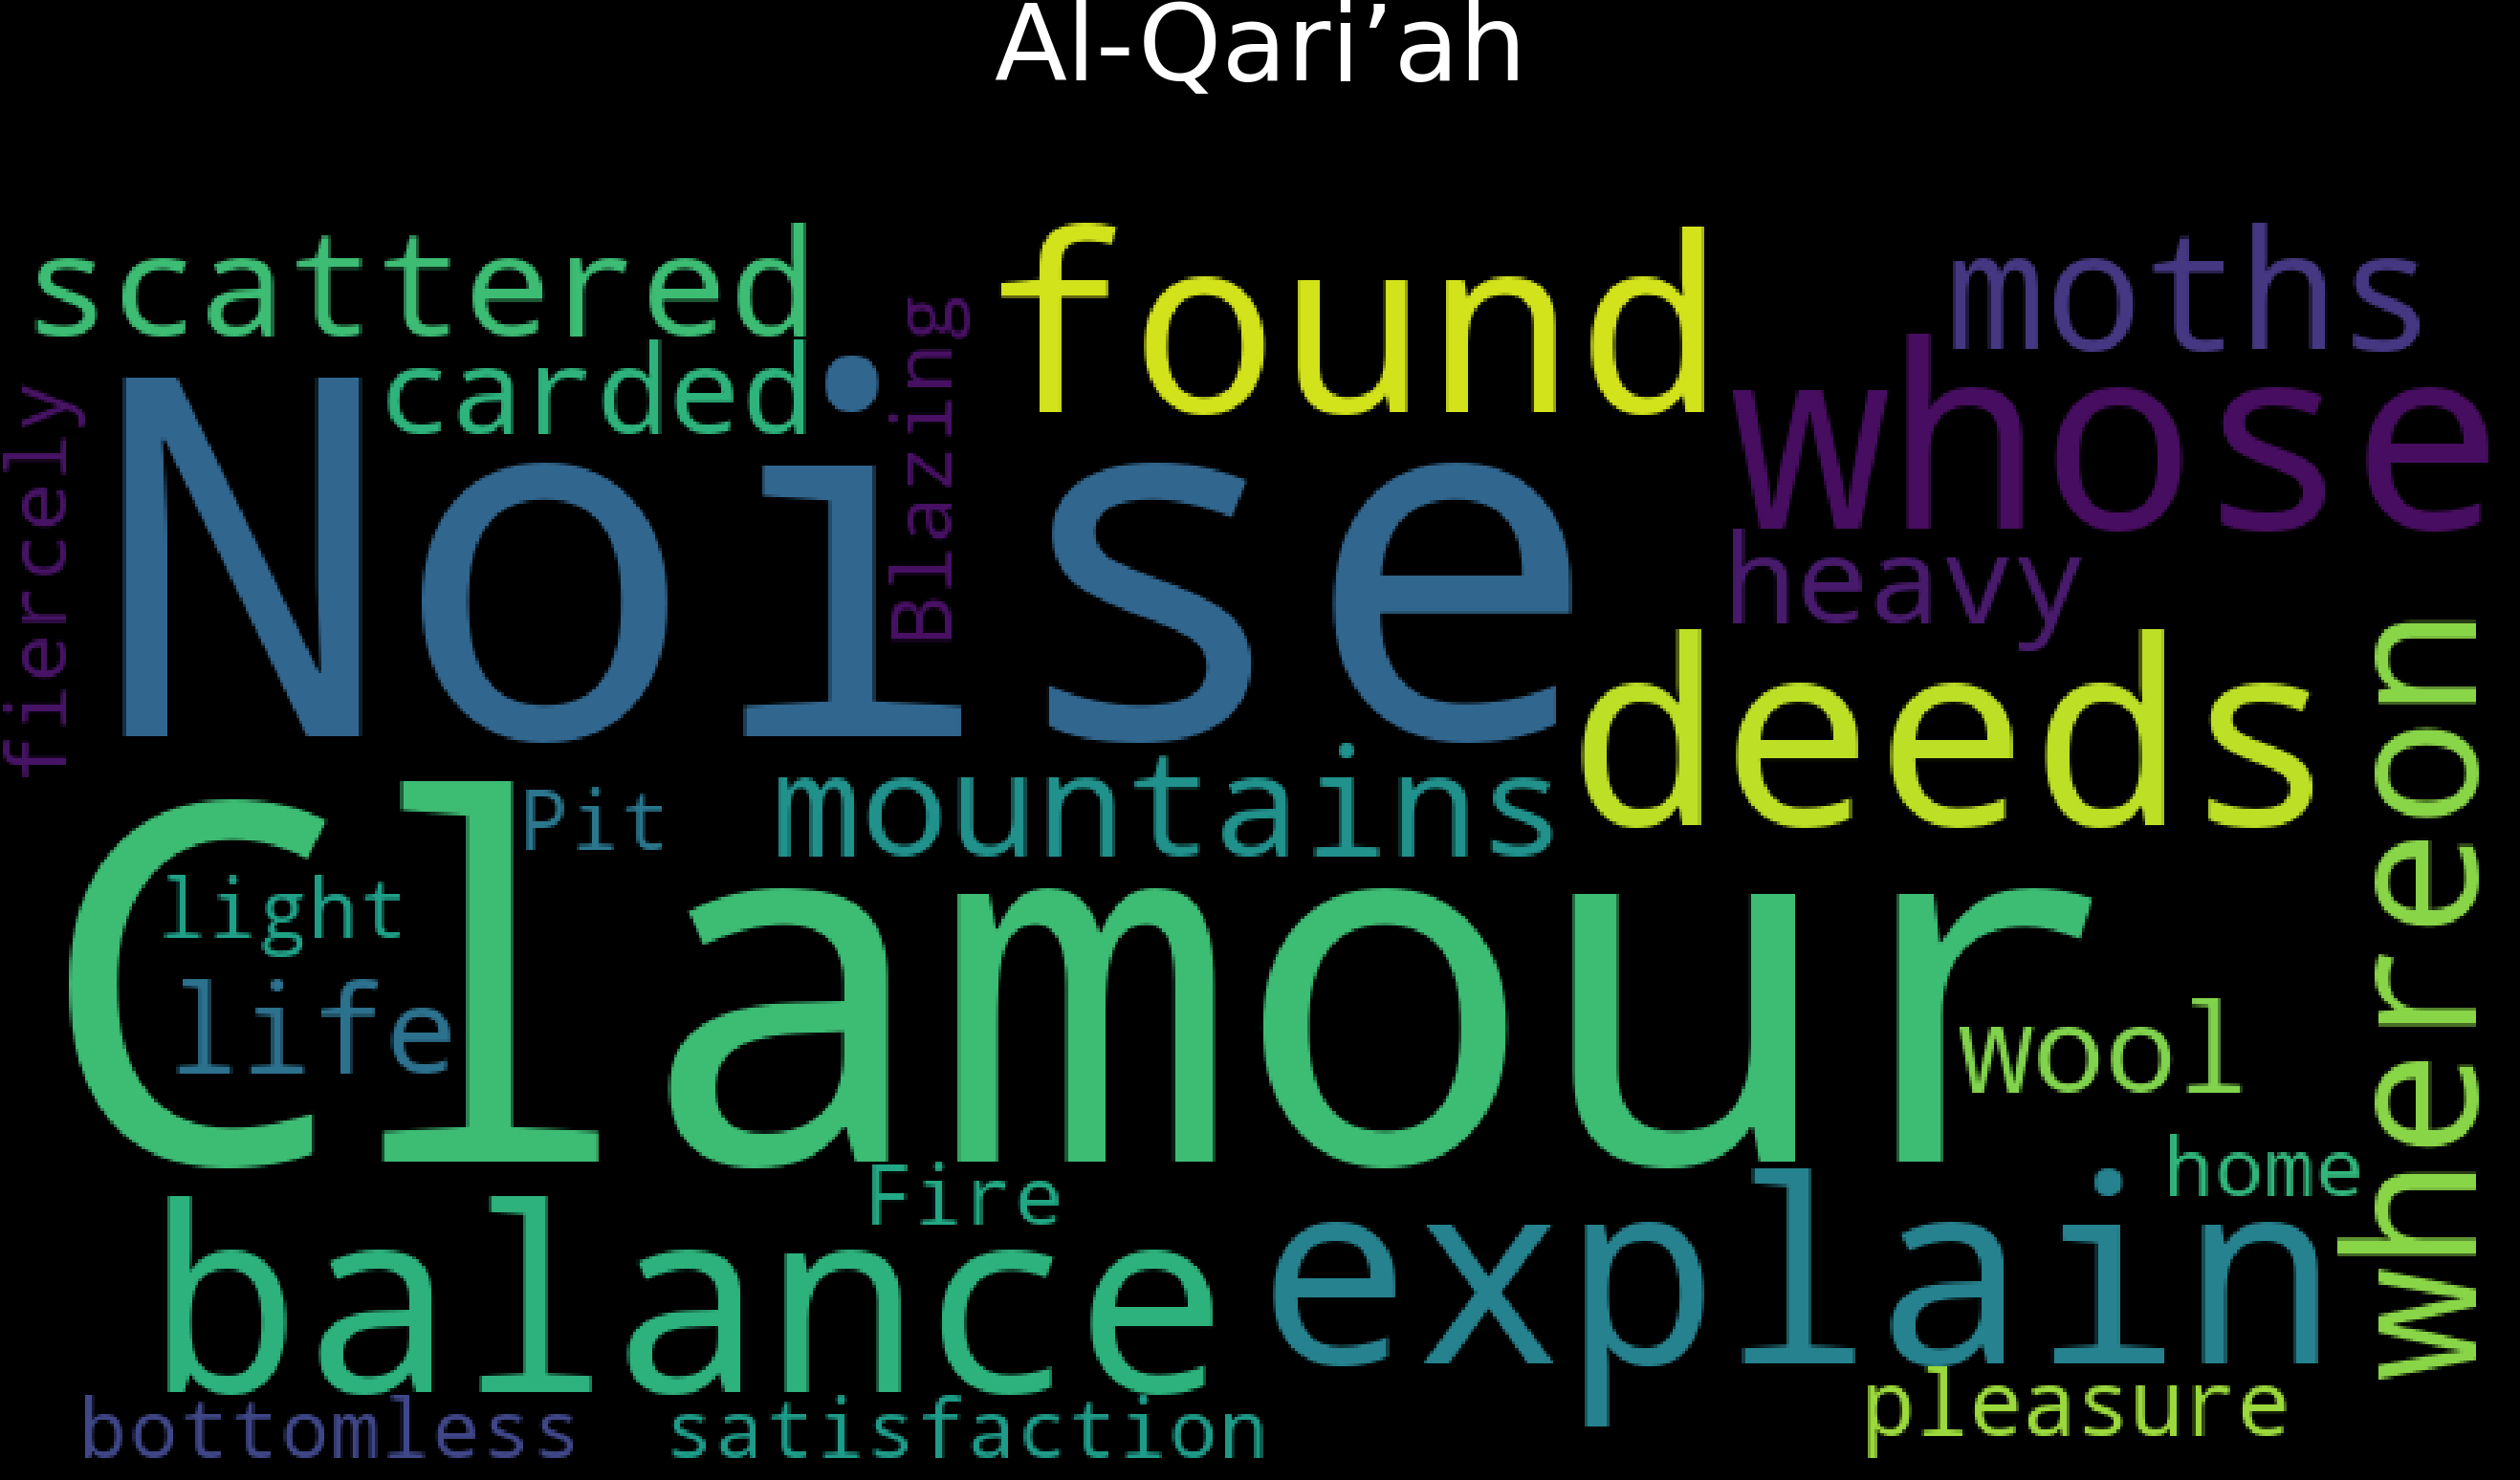 Al-Qari’ah
scattered
found
moths
carded
Blazing
whose
fiercely
Noise
heavy
deeds
whereon
mountains
Pit
Clamour
light
life
wool
home
Fire
balance
explain
pleasure
bottomless
satisfaction